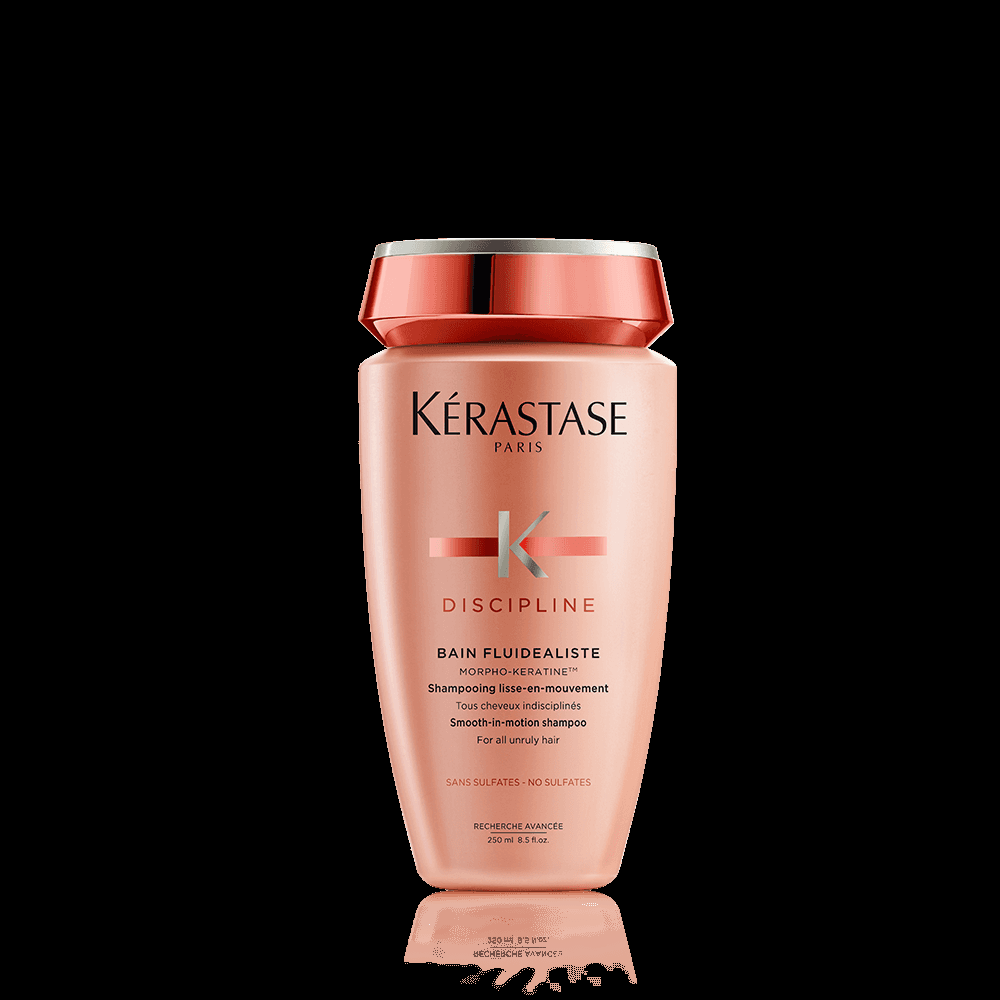 KÉRASTASE
PARIS
K
DISCIPLINE
BAIN FLUIDEALISTE
MORPHO-KERATINE™
Shampooing lisse-en-mouvement
Tous cheveux indisciplinés
Smooth-in-motion shampoo
For all unruly hair
SANS SULFATES - NO SULFATES
RECHERCHE AVANCÉE
250 ml 8.5 fl.oz.